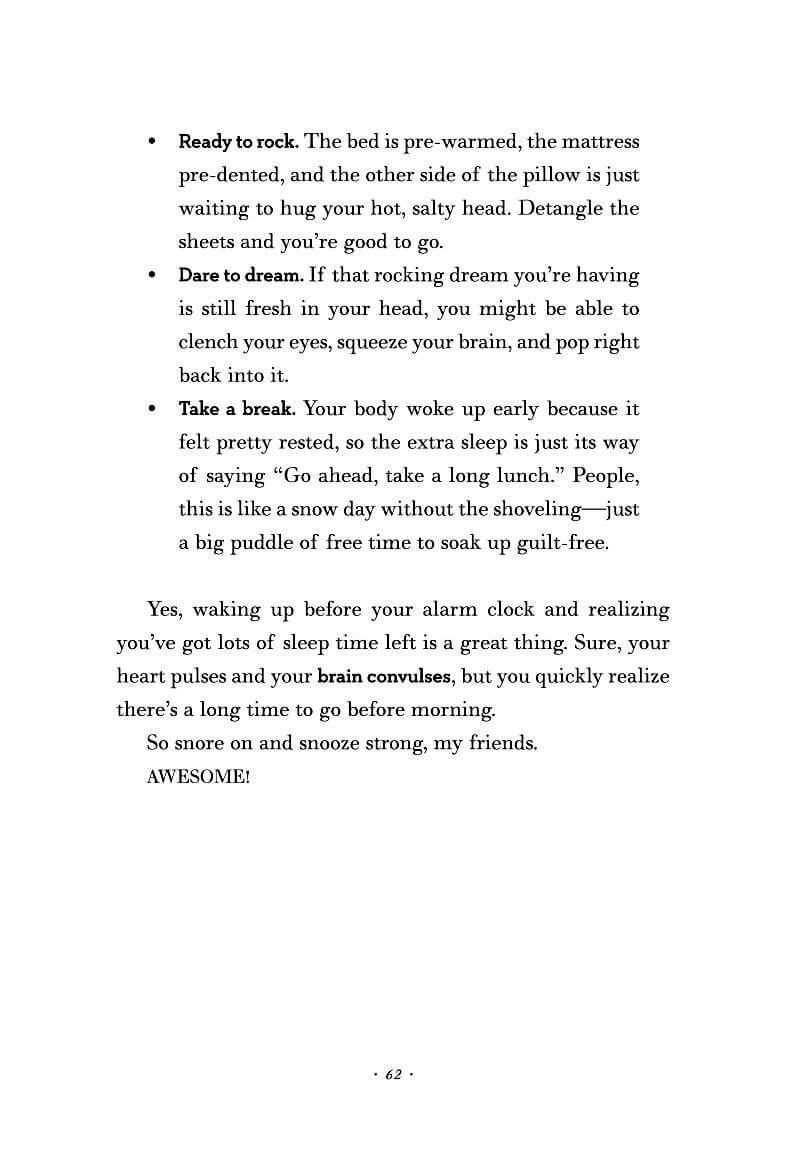 • Ready to rock. The bed is pre-warmed, the mattress
pre-dented, and the other side of the pillow is just
waiting to hug your hot, salty head. Detangle the
sheets and you’re good to go.
• Dare to dream. If that rocking dream you’re having
is still fresh in your head, you might be able to
clench your eyes, squeeze your brain, and pop right
back into it.
• Take a break. Your body woke up early because it
felt pretty rested, so the extra sleep is just its way
of saying “Go ahead, take a long lunch.” People,
this is like a snow day without the shoveling—just
a big puddle of free time to soak up guilt-free.
Yes, waking up before your alarm clock and realizing
you’ve got lots of sleep time left is a great thing. Sure, your
heart pulses and your brain convulses, but you quickly realize
there’s a long time to go before morning.
So snore on and snooze strong, my friends.
AWESOME!
· 62 ·